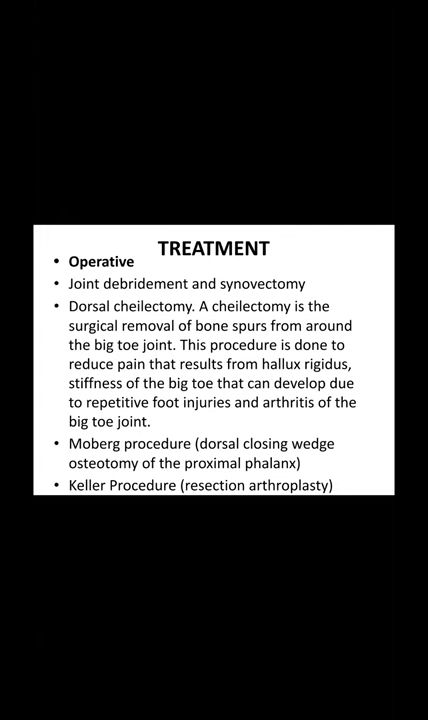 TREATMENT
• Operative
• Joint debridement and synovectomy
• Dorsal cheilectomy. A cheilectomy is the
surgical removal of bone spurs from around
the big toe joint. This procedure is done to
reduce pain that results from hallux rigidus,
stiffness of the big toe that can develop due
to repetitive foot injuries and arthritis of the
big toe joint.
• Moberg procedure (dorsal closing wedge
osteotomy of the proximal phalanx)
• Keller Procedure (resection arthroplasty)